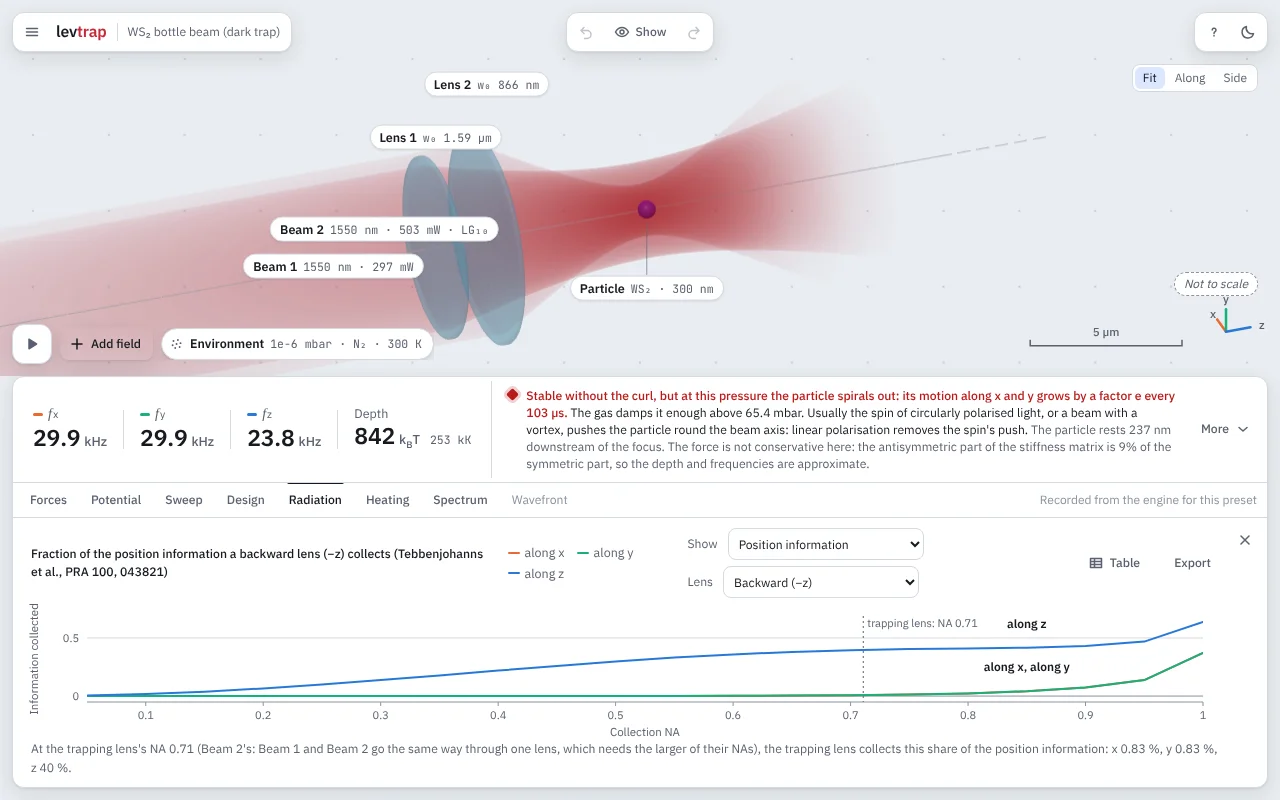 levtrap
WS₂ bottle beam (dark trap)
Show
?
Fit
Along
Side
Lens 2 w₀ 866 nm
Lens 1 w₀ 1.59 µm
Beam 2 1550 nm · 503 mW · LG₁₀
Beam 1 1550 nm · 297 mW
Particle WS₂ · 300 nm
Not to scale
y
x
z
5 µm
Add field
Environment 1e-6 mbar · N₂ · 300 K
fx
29.9 kHz
fy
29.9 kHz
fz
23.8 kHz
Depth
842 kBT 253 kK
Stable without the curl, but at this pressure the particle spirals out: its motion along x and y grows by a factor e every
103 µs. The gas damps it enough above 65.4 mbar. Usually the spin of circularly polarised light, or a beam with a
vortex, pushes the particle round the beam axis: linear polarisation removes the spin's push. The particle rests 237 nm
downstream of the focus. The force is not conservative here: the antisymmetric part of the stiffness matrix is 9% of the
symmetric part, so the depth and frequencies are approximate.
More
Forces
Potential
Sweep
Design
Radiation
Heating
Spectrum
Wavefront
Recorded from the engine for this preset
Fraction of the position information a backward lens (−z) collects (Tebbenjohanns
et al., PRA 100, 043821)
along x
along y
along z
Show
Position information
Lens
Backward (−z)
Table
Export
Information collected
0.5
0
trapping lens: NA 0.71
along z
along x, along y
0.1
0.2
0.3
0.4
0.5
0.6
0.7
0.8
0.9
1
Collection NA
At the trapping lens's NA 0.71 (Beam 2's: Beam 1 and Beam 2 go the same way through one lens, which needs the larger of their NAs), the trapping lens collects this share of the position information: x 0.83 %, y 0.83 %,
z 40 %.